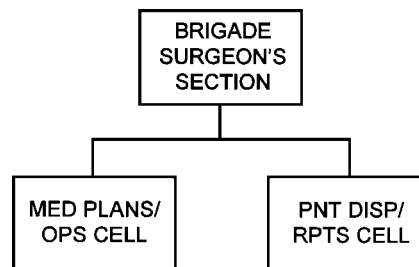 BRIGADE
SURGEON'S
SECTION
MED PLANS/
OPS CELL
PNT DISP/
RPTS CELL